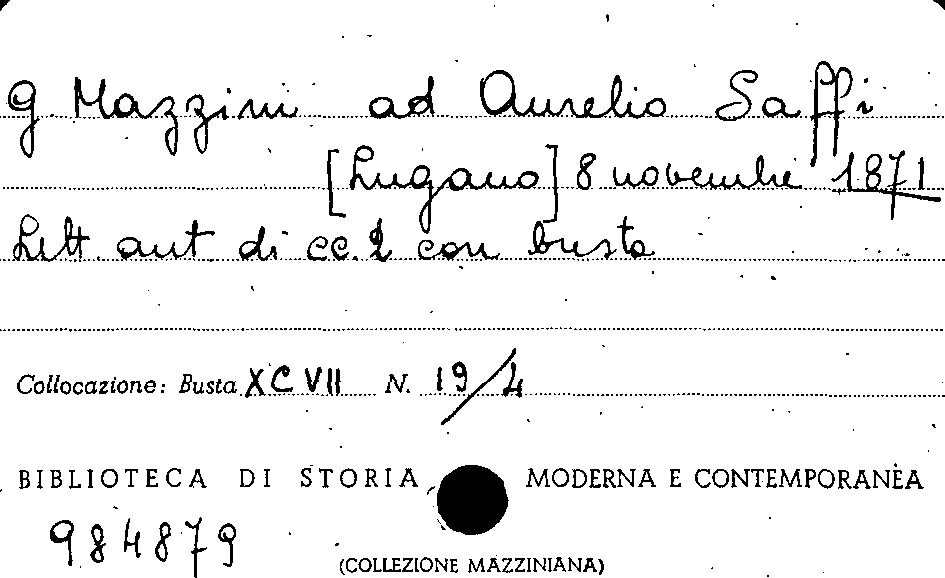 G. Mazzini ad Aurelio Saffi
[Lugano] 8 novembre 1871
Lett. aut. di cc. 2 con busta
Collocazione: Busta XCVII N. 19/4
BIBLIOTECA DI STORIA MODERNA E CONTEMPORANEA
984879
(COLLEZIONE MAZZINIANA)